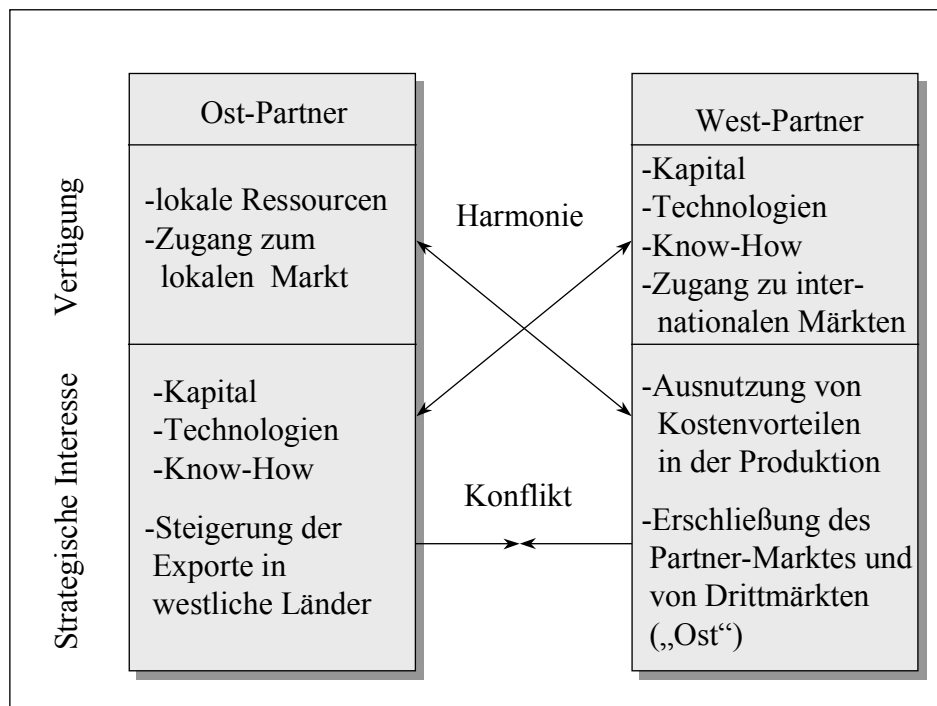 Ost-Partner
West-Partner
Verfügung
-lokale Ressourcen
-Zugang zum
lokalen Markt
Harmonie
-Kapital
-Technologien
-Know-How
-Zugang zu inter-
nationalen Märkten
Strategische Interesse
-Kapital
-Technologien
-Know-How
-Steigerung der
Exporte in
westliche Länder
Konflikt
-Ausnutzung von
Kostenvorteilen
in der Produktion
-Erschließung des
Partner-Marktes und
von Drittmärkten
(„Ost“)